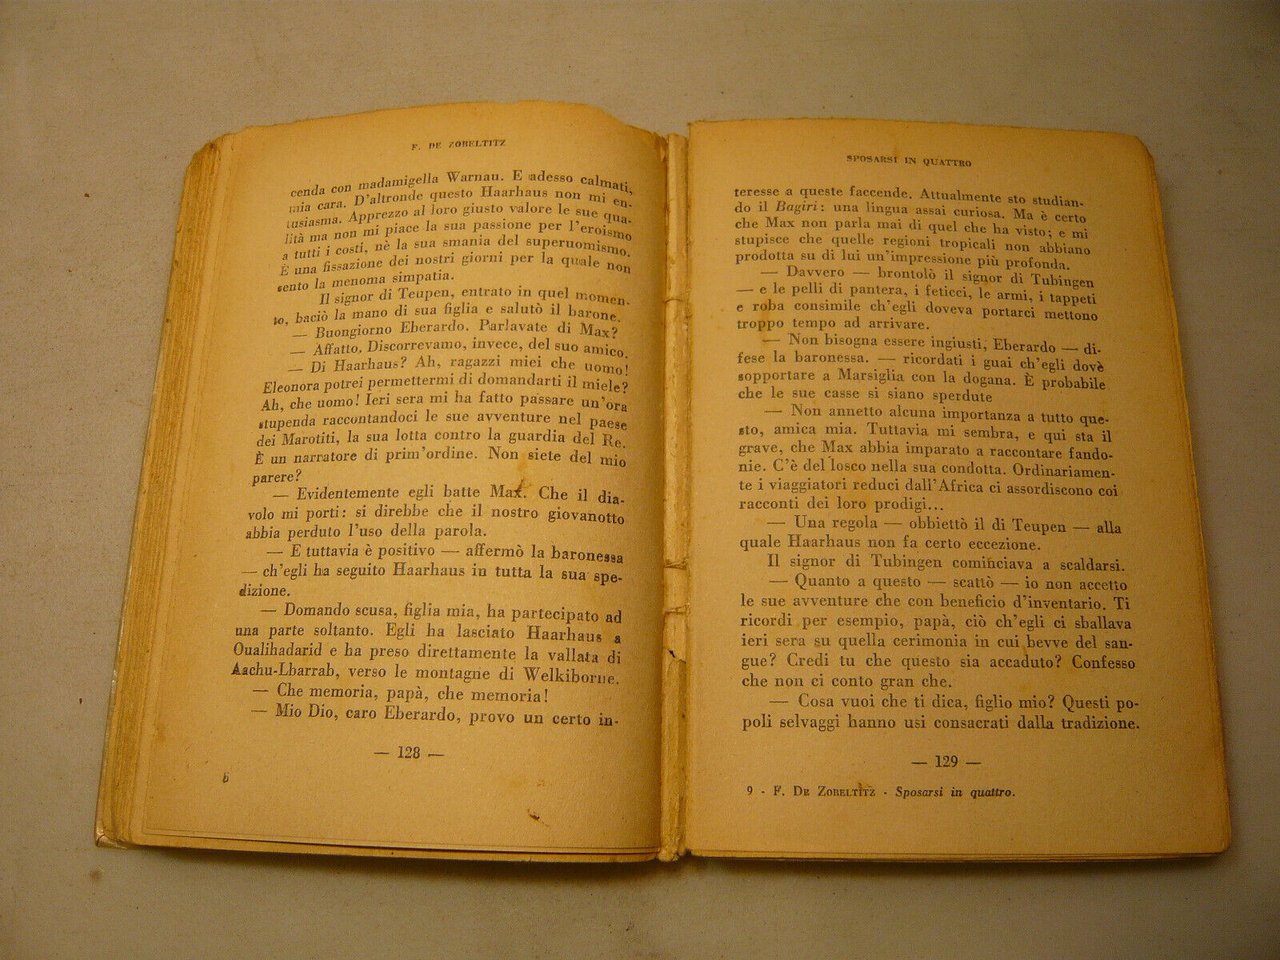 F. DE ZOBELTITZ
cenda con madamigella Warnau. E adesso calmati,
mia cara. D'altronde questo Haarhaus non mi en-
tusiasma. Apprezzo al loro giusto valore le sue qua-
lità ma non mi piace la sua passione per l'eroismo
a tutti i costi, nè la sua smania del superuomismo.
È una fissazione dei nostri giorni per la quale non
sento la menoma simpatia.
Il signor di Teupen, entrato in quel momen-
to, baciò la mano di sua figlia e salutò il barone.
— Buongiorno Eberardo. Parlavate di Max?
— Affatto. Discorrevamo, invece, del suo amico.
— Di Haarhaus? Ah, ragazzi miei che uomo!
Eleonora potrei permettermi di domandarti il miele?
Ah, che uomo! Ieri sera mi ha fatto passare un'ora
stupenda raccontandoci le sue avventure nel paese
dei Marotiti, la sua lotta contro la guardia del Re.
È un narratore di prim'ordine. Non siete del mio
parere?
— Evidentemente egli batte Max. Che il dia-
volo mi porti: si direbbe che il nostro giovanotto
abbia perduto l'uso della parola.
— E tuttavia è positivo — affermò la baronessa
— ch'egli ha seguito Haarhaus in tutta la sua spe-
dizione.
— Domando scusa, figlia mia, ha partecipato ad
una parte soltanto. Egli ha lasciato Haarhaus a
Oualihadarid e ha preso direttamente la vallata di
Aachu-Lbarrab, verso le montagne di Welkiborne.
— Che memoria, papà, che memoria!
— Mio Dio, caro Eberardo, provo un certo in-
— 128 —
SPOSARSI IN QUATTRO
teresse a queste faccende. Attualmente sto studian-
do il Bagiri: una lingua assai curiosa. Ma è certo
che Max non parla mai di quel che ha visto; e mi
stupisce che quelle regioni tropicali non abbiano
prodotta su di lui un'impressione più profonda.
— Davvero — brontolò il signor di Tubingen
— e le pelli di pantera, i feticci, le armi, i tappeti
e roba consimile ch'egli doveva portarci mettono
troppo tempo ad arrivare.
— Non bisogna essere ingiusti, Eberardo — di-
fese la baronessa. — ricordati i guai ch'egli dovè
sopportare a Marsiglia con la dogana. È probabile
che le sue casse si siano sperdute
— Non annetto alcuna importanza a tutto que-
sto, amica mia. Tuttavia mi sembra, e qui sta il
grave, che Max abbia imparato a raccontare fando-
nie. C'è del losco nella sua condotta. Ordinariamen-
te i viaggiatori reduci dall'Africa ci assordiscono coi
racconti dei loro prodigi...
— Una regola — obbiettò il di Teupen — alla
quale Haarhaus non fa certo eccezione.
Il signor di Tubingen cominciava a scaldarsi.
— Quanto a questo — scattò — io non accetto
le sue avventure che con beneficio d'inventario. Ti
ricordi per esempio, papà, ciò ch'egli ci sballava
ieri sera su quella cerimonia in cui bevve del san-
gue? Credi tu che questo sia accaduto? Confesso
che non ci conto gran che.
— Cosa vuoi che ti dica, figlio mio? Questi po-
poli selvaggi hanno usi consacrati dalla tradizione.
— 129 —
9 - F. DE ZOBELTITZ - Sposarsi in quattro.